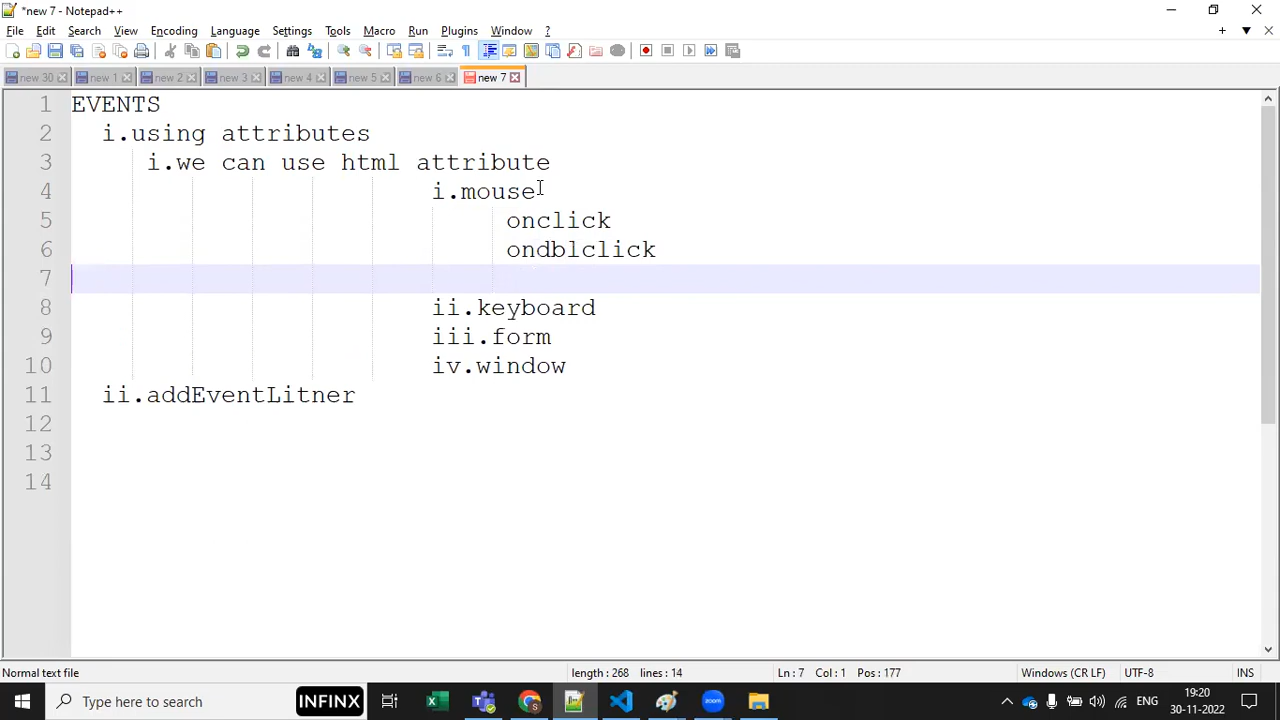 *new 7 - Notepad++
File Edit Search View Encoding Language Settings Tools Macro Run Plugins Window ?
new 30 new 1 new 2 new 3 new 4 new 5 new 6 new 7
1 EVENTS
2 i.using attributes
3 i.we can use html attribute
4 i.mouse
5 onclick
6 ondblclick
7
8 ii.keyboard
9 iii.form
10 iv.window
11 ii.addEventLitner
12
13
14
Normal text file length : 268 lines : 14 Ln : 7 Col : 1 Pos : 177 Windows (CR LF) UTF-8 INS
Type here to search INFINX zoom ENG 19:20
30-11-2022